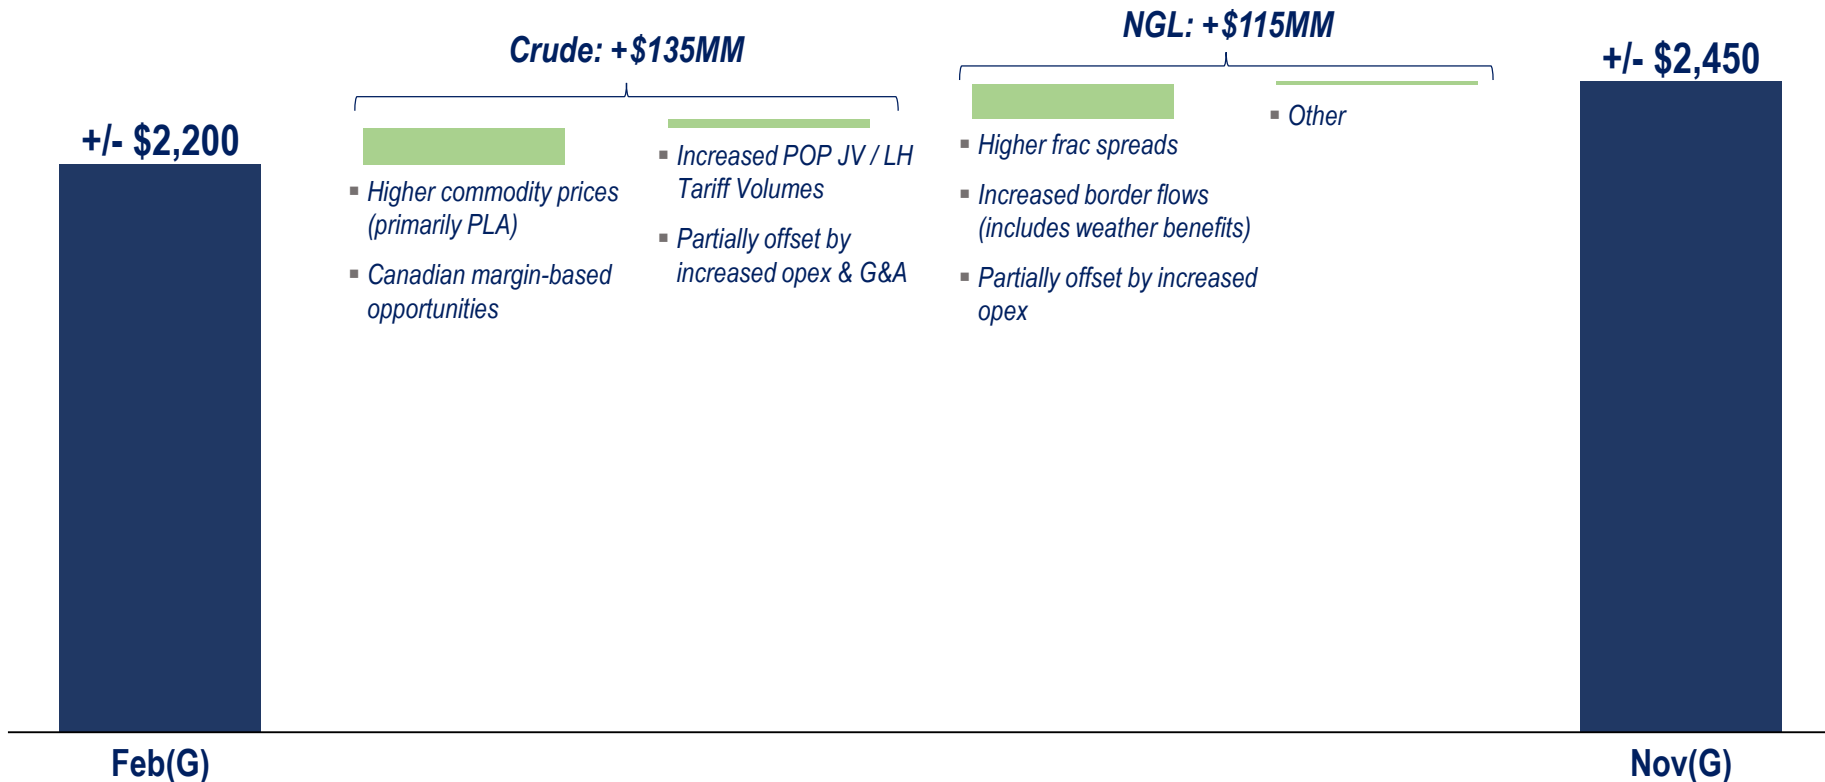 Crude: +$135MM
NGL: +$115MM
+/- $2,200
▪ Higher commodity prices
(primarily PLA)
▪ Canadian margin-based
opportunities
▪ Increased POP JV / LH
Tariff Volumes
▪ Partially offset by
increased opex & G&A
▪ Higher frac spreads
▪ Increased border flows
(includes weather benefits)
▪ Partially offset by increased
opex
▪ Other
+/- $2,450
Feb(G)
Nov(G)